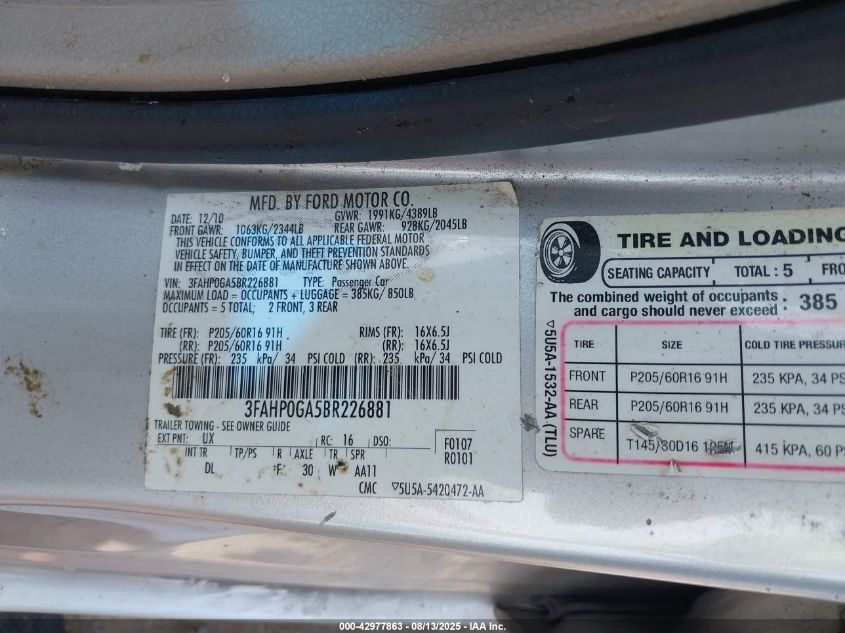 MFD. BY FORD MOTOR CO.
DATE: 12/10 GVWR: 1991KG/4389LB
FRONT GAWR: 1063KG/2344LB REAR GAWR: 928KG/2045LB
THIS VEHICLE CONFORMS TO ALL APPLICABLE FEDERAL MOTOR
VEHICLE SAFETY, BUMPER, AND THEFT PREVENTION STANDARDS
IN EFFECT ON THE DATE OF MANUFACTURE SHOWN ABOVE.
VIN: 3FAHP0GA5BR226881 TYPE: Passenger Car
MAXIMUM LOAD = OCCUPANTS + LUGGAGE = 385KG/850LB
OCCUPANTS = 5 TOTAL; 2 FRONT, 3 REAR
TIRE (FR): P205/60R16 91H RIMS (FR): 16X6.5J
(RR): P205/60R16 91H (RR): 16X6.5J
PRESSURE (FR): 235 kPa/ 34 PSI COLD (RR): 235 kPa/ 34 PSI COLD
3FAHP0GA5BR226881
TRAILER TOWING - SEE OWNER GUIDE
EXT PNT: UX RC: 16 DSO: F0107
R0101
INT TR TP/PS R AXLE TR SPR
DL F 30 W AA11
CMC ▽5U5A-5420472-AA
TIRE AND LOADING
SEATING CAPACITY TOTAL : 5 FRO
The combined weight of occupants
and cargo should never exceed : 385
▽5U5A-1532-AA (TLU)
TIRE SIZE COLD TIRE PRESSUR
FRONT P205/60R16 91H 235 KPA, 34 PS
REAR P205/60R16 91H 235 KPA, 34 PS
SPARE T145/80D16 415 KPA, 60 PS
000-42977863 - 08/13/2025 - IAA Inc.